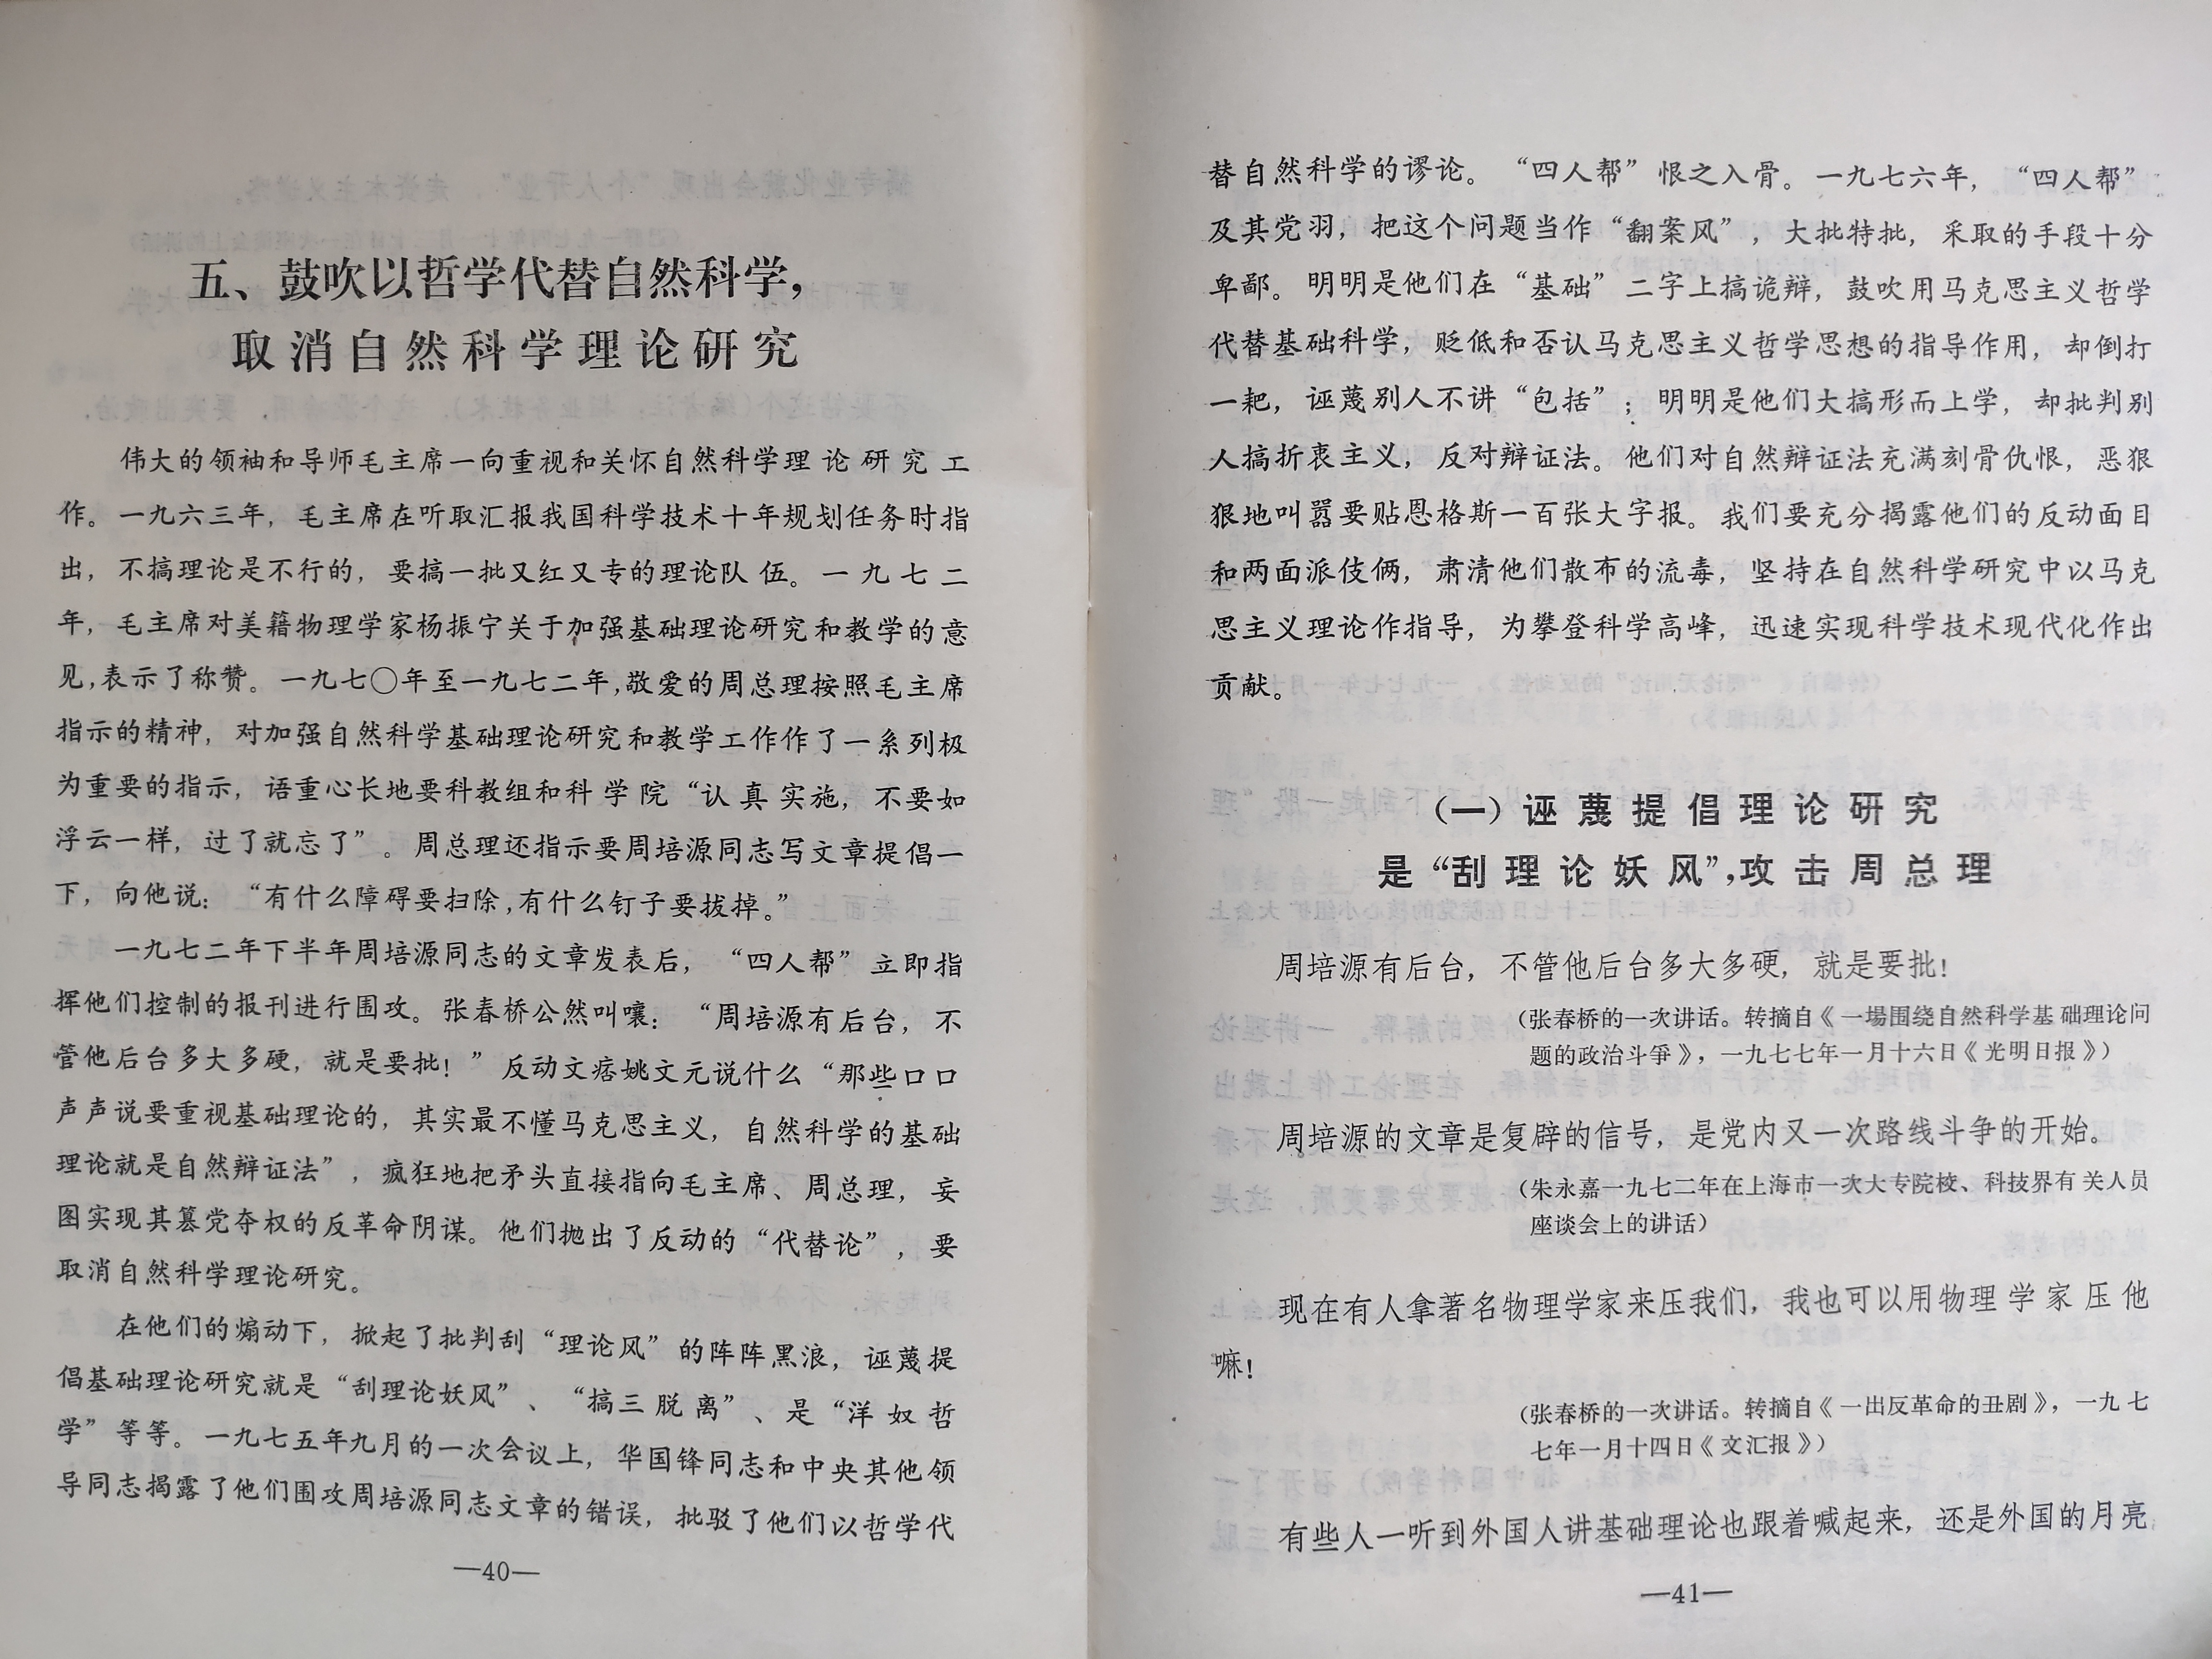 五、鼓吹以哲学代替自然科学，
取消自然科学理论研究
伟大的领袖和导师毛主席一向重视和关怀自然科学理论研究工
作。一九六三年，毛主席在听取汇报我国科学技术十年规划任务时指
出，不搞理论是不行的，要搞一批又红又专的理论队伍。一九七二
年，毛主席对美籍物理学家杨振宁关于加强基础理论研究和教学的意
见，表示了称赞。一九七〇年至一九七二年，敬爱的周总理按照毛主席
指示的精神，对加强自然科学基础理论研究和教学工作作了一系列极
为重要的指示，语重心长地要科教组和科学院“认真实施，不要如
浮云一样，过了就忘了”。周总理还指示要周培源同志写文章提倡一
下，向他说：“有什么障碍要扫除，有什么钉子要拔掉。”
一九七二年下半年周培源同志的文章发表后，“四人帮”立即指
挥他们控制的报刊进行围攻。张春桥公然叫嚷：“周培源有后台，不
管他后台多大多硬，就是要批！”反动文痞姚文元说什么“那些口口
声声说要重视基础理论的，其实最不懂马克思主义，自然科学的基础
理论就是自然辩证法”，疯狂地把矛头直接指向毛主席、周总理，妄
图实现其篡党夺权的反革命阴谋。他们抛出了反动的“代替论”，要
取消自然科学理论研究。
在他们的煽动下，掀起了批判刮“理论风”的阵阵黑浪，诬蔑提
倡基础理论研究就是“刮理论妖风”、“搞三脱离”、是“洋奴哲
学”等等。一九七五年九月的一次会议上，华国锋同志和中央其他领
导同志揭露了他们围攻周培源同志文章的错误，批驳了他们以哲学代
—40—
替自然科学的谬论。“四人帮”恨之入骨。一九七六年，“四人帮”
及其党羽，把这个问题当作“翻案风”，大批特批，采取的手段十分
卑鄙。明明是他们在“基础”二字上搞诡辩，鼓吹用马克思主义哲学
代替基础科学，贬低和否认马克思主义哲学思想的指导作用，却倒打
一耙，诬蔑别人不讲“包括”；明明是他们大搞形而上学，却批判别
人搞折衷主义，反对辩证法。他们对自然辩证法充满刻骨仇恨，恶狠
狠地叫嚣要贴恩格斯一百张大字报。我们要充分揭露他们的反动面目
和两面派伎俩，肃清他们散布的流毒，坚持在自然科学研究中以马克
思主义理论作指导，为攀登科学高峰，迅速实现科学技术现代化作出
贡献。
（一）诬蔑提倡理论研究
是“刮理论妖风”，攻击周总理
周培源有后台，不管他后台多大多硬，就是要批！
（张春桥的一次讲话。转摘自《一場围绕自然科学基础理论问
题的政治斗爭》，一九七七年一月十六日《光明日报》）
周培源的文章是复辟的信号，是党内又一次路线斗争的开始。
（朱永嘉一九七二年在上海市一次大专院校、科技界有关人员
座谈会上的讲话）
现在有人拿著名物理学家来压我们，我也可以用物理学家压他
嘛！
（张春桥的一次讲话。转摘自《一出反革命的丑剧》，一九七
七年一月十四日《文汇报》）
有些人一听到外国人讲基础理论也跟着喊起来，还是外国的月亮
—41—